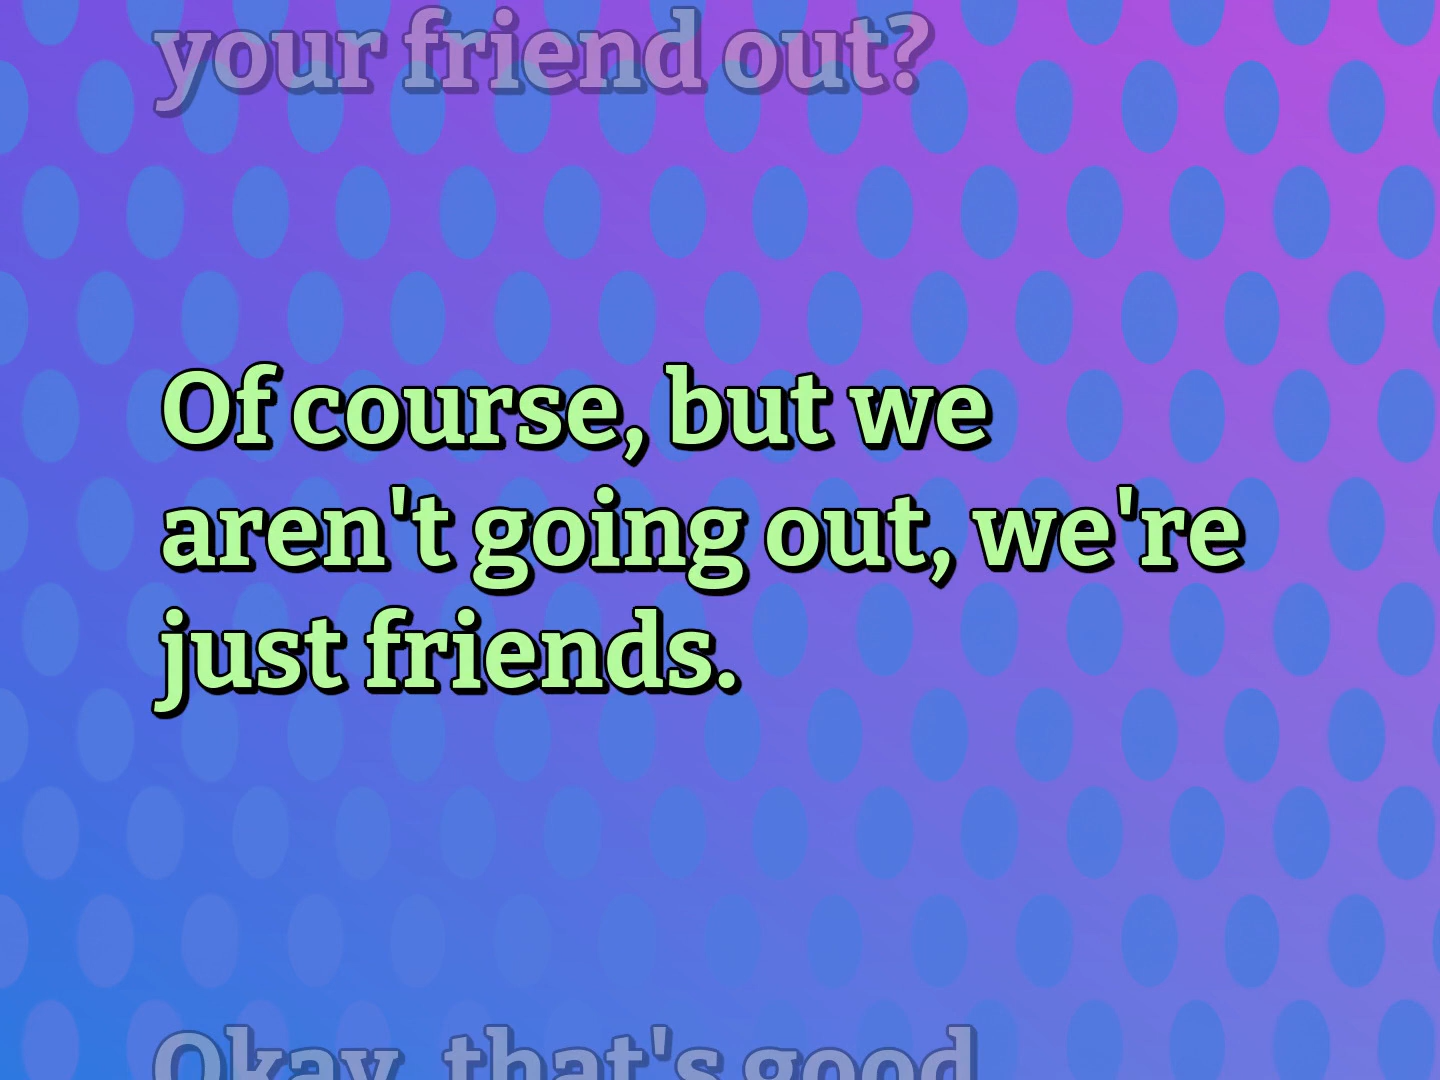 your friend out?
Of course, but we
aren't going out, we're
just friends.
Okay, that's good